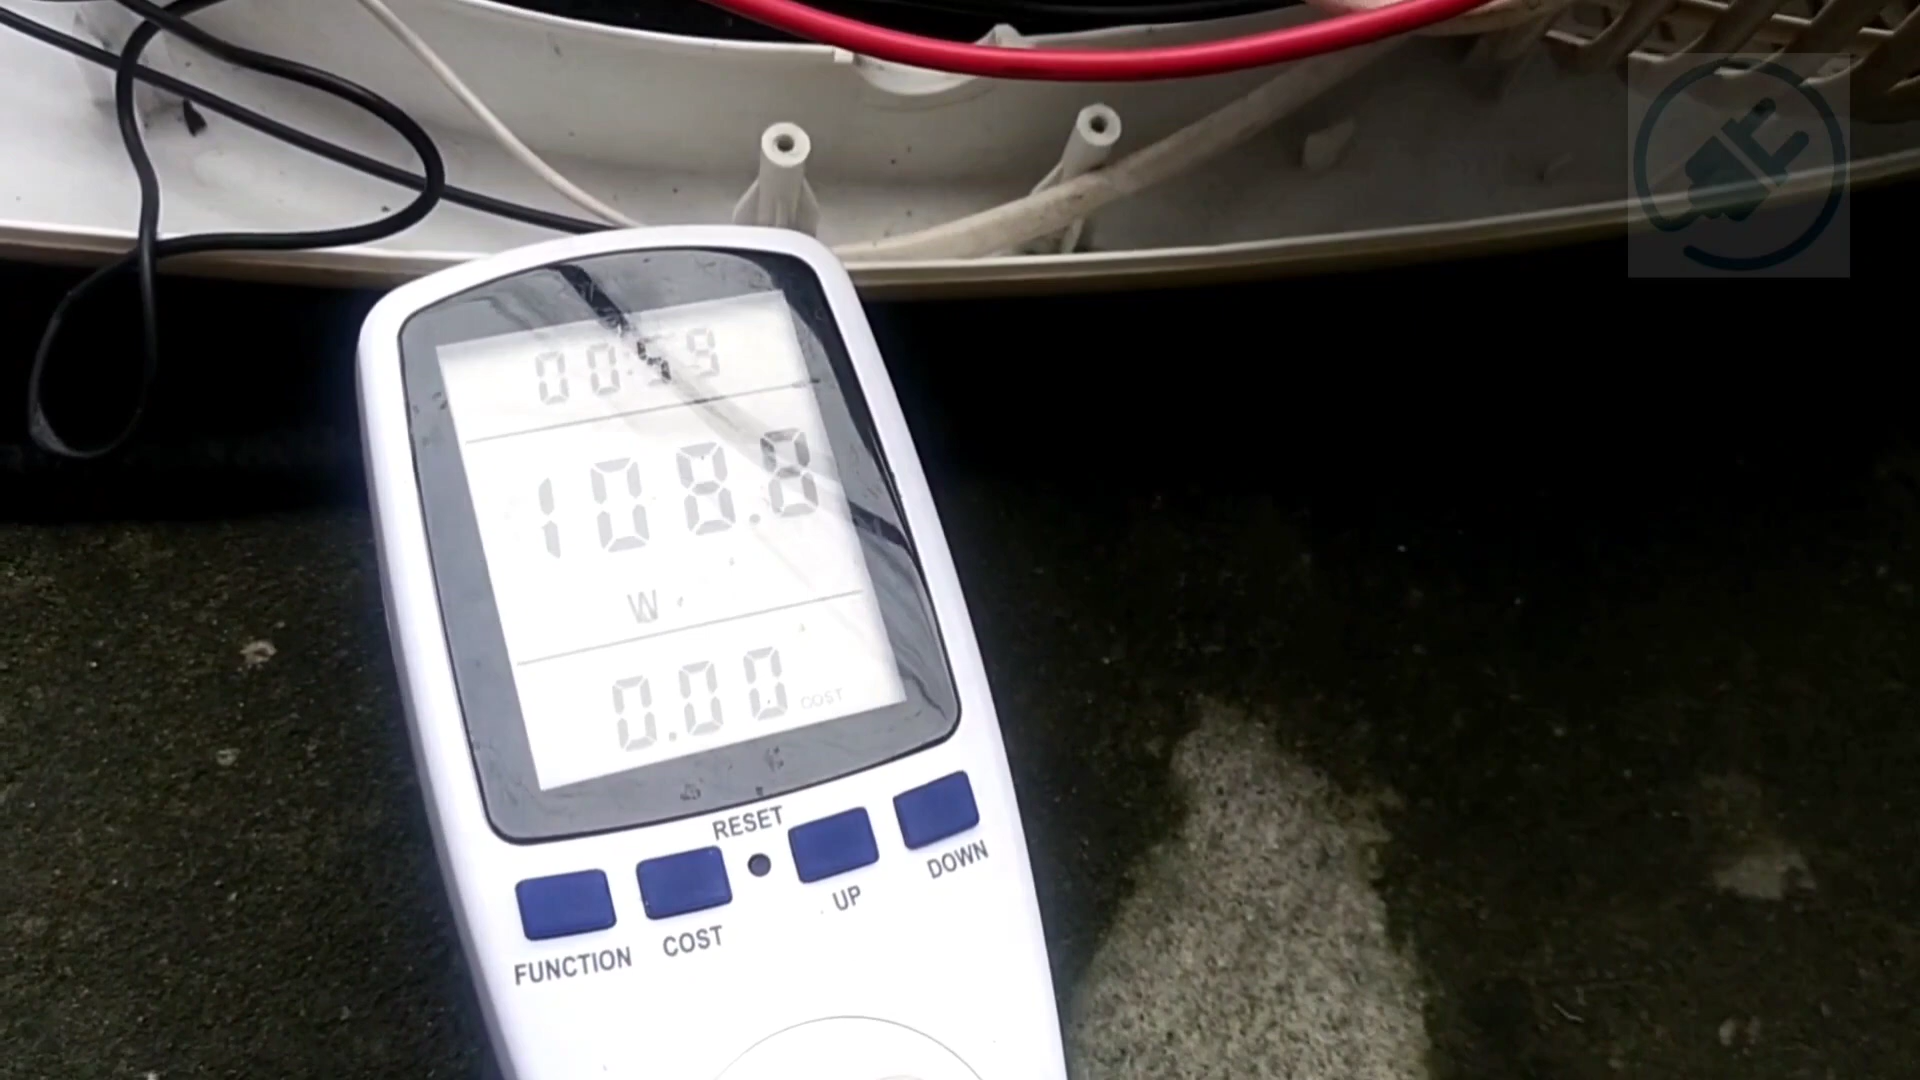 00:59
108.8
W
0.00 COST
RESET
FUNCTION COST UP DOWN